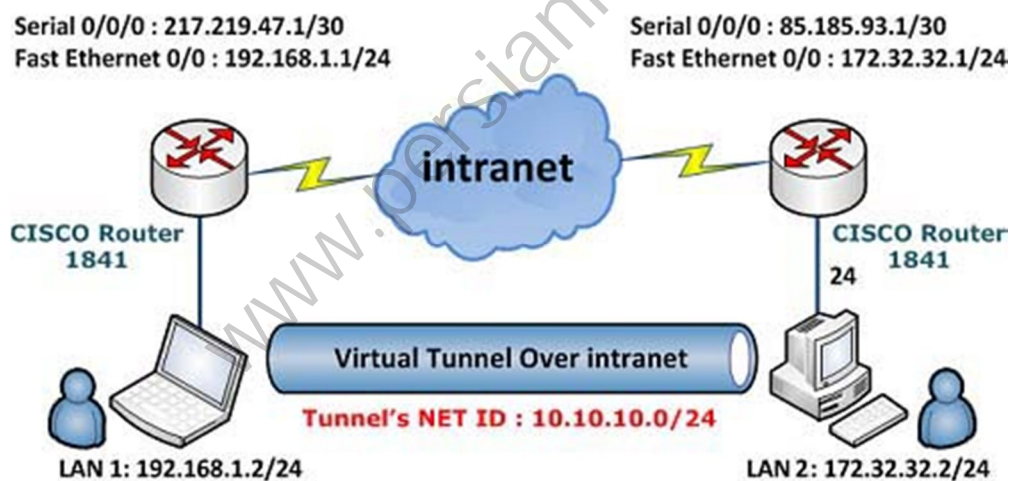 Serial 0/0/0 : 217.219.47.1/30
Fast Ethernet 0/0 : 192.168.1.1/24
Serial 0/0/0 : 85.185.93.1/30
Fast Ethernet 0/0 : 172.32.32.1/24
intranet
CISCO Router
1841
CISCO Router
1841
24
Virtual Tunnel Over intranet
Tunnel's NET ID : 10.10.10.0/24
LAN 1: 192.168.1.2/24
LAN 2: 172.32.32.2/24